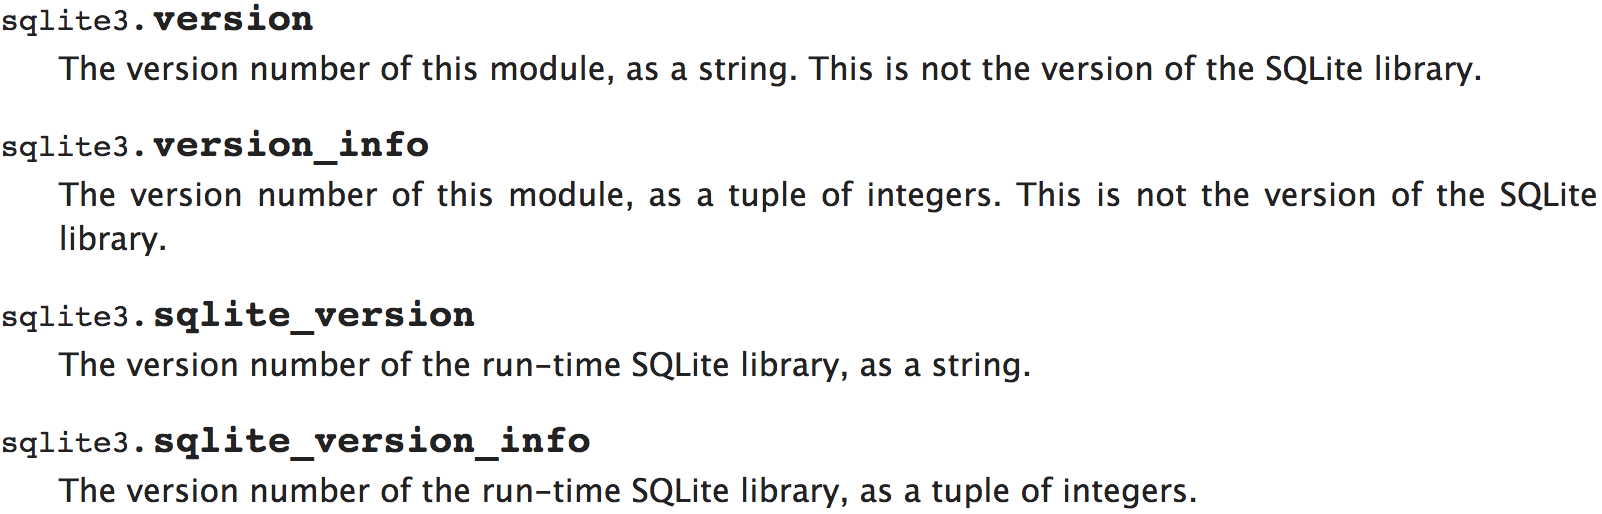 sqlite3.version
The version number of this module, as a string. This is not the version of the SQLite library.
sqlite3.version_info
The version number of this module, as a tuple of integers. This is not the version of the SQLite
library.
sqlite3.sqlite_version
The version number of the run-time SQLite library, as a string.
sqlite3.sqlite_version_info
The version number of the run-time SQLite library, as a tuple of integers.